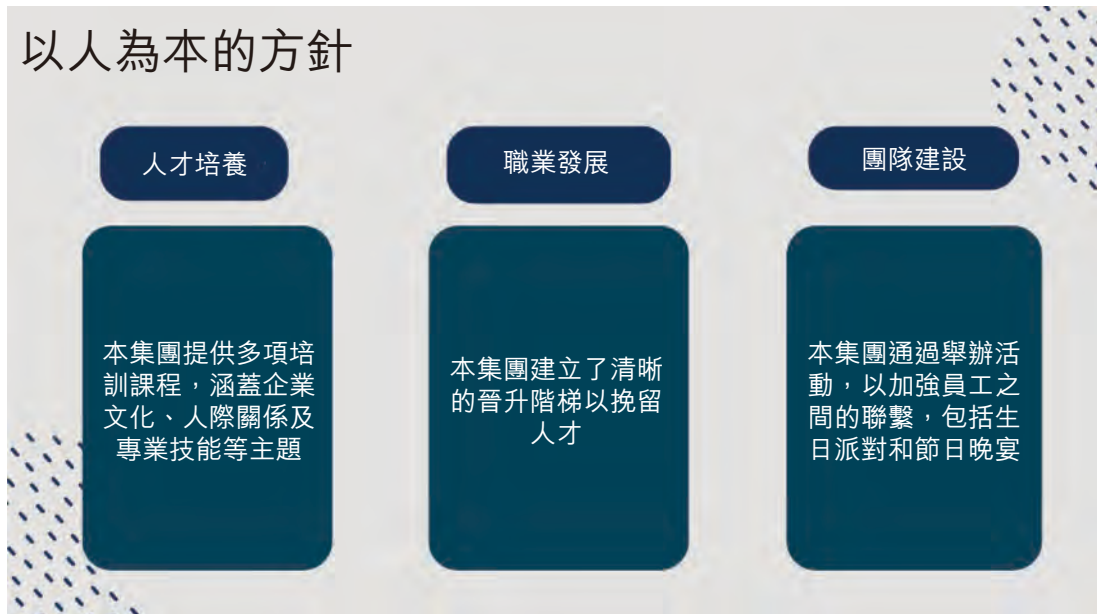 以人為本的方針
人才培養
職業發展
團隊建設
本集團提供多項培
訓課程，涵蓋企業
文化、人際關係及
專業技能等主題
本集團建立了清晰
的晉升階梯以挽留
人才
本集團通過舉辦活
動，以加強員工之
間的聯繫，包括生
日派對和節日晚宴